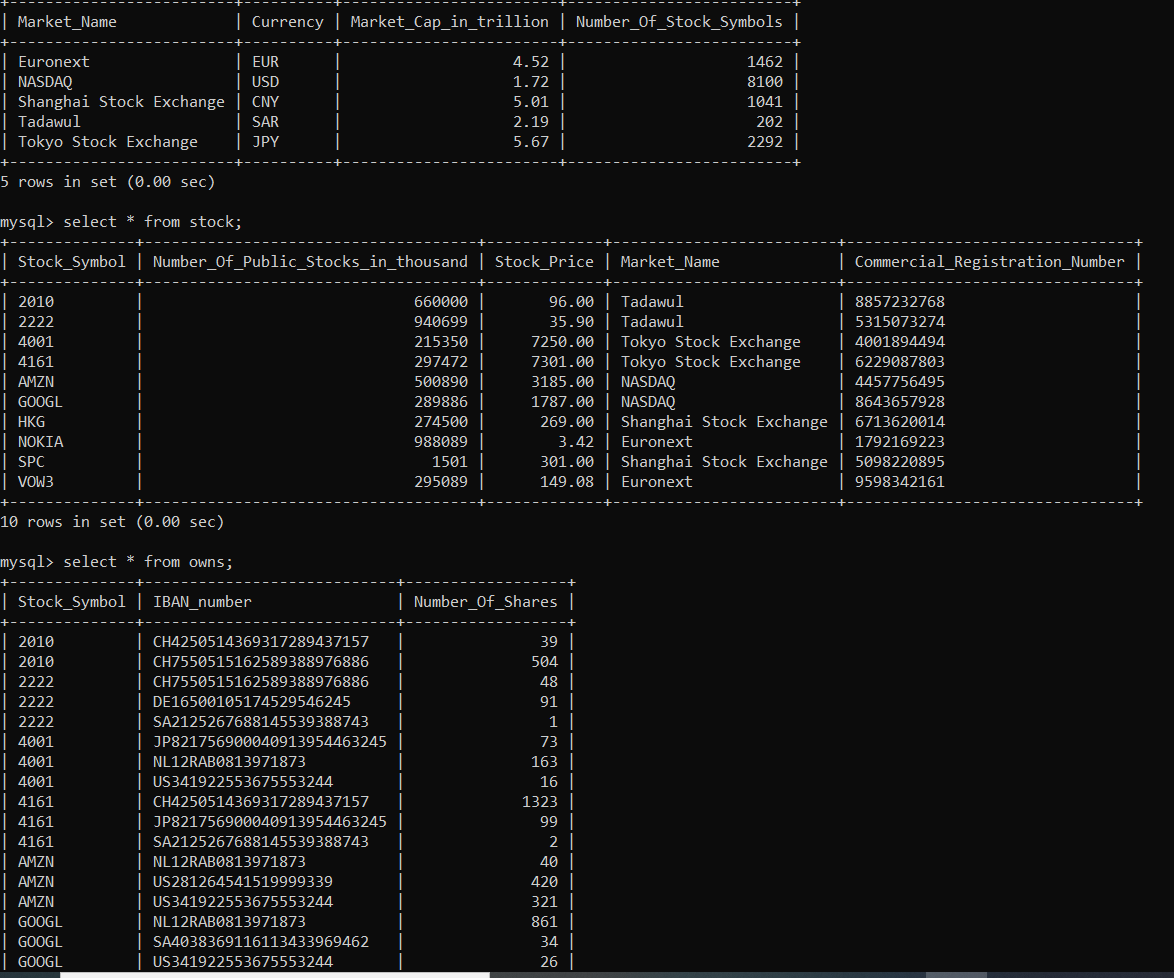 +--------------------------+----------+------------------------+-------------------------+
| Market_Name              | Currency | Market_Cap_in_trillion | Number_Of_Stock_Symbols |
+--------------------------+----------+------------------------+-------------------------+
| Euronext                 | EUR      |                   4.52 |                    1462 |
| NASDAQ                   | USD      |                   1.72 |                    8100 |
| Shanghai Stock Exchange  | CNY      |                   5.01 |                    1041 |
| Tadawul                  | SAR      |                   2.19 |                     202 |
| Tokyo Stock Exchange     | JPY      |                   5.67 |                    2292 |
+--------------------------+----------+------------------------+-------------------------+
5 rows in set (0.00 sec)
mysql> select * from stock;
+--------------+-------------------------------------+-------------+-------------------------+--------------------------------+
| Stock_Symbol | Number_Of_Public_Stocks_in_thousand | Stock_Price | Market_Name             | Commercial_Registration_Number |
+--------------+-------------------------------------+-------------+-------------------------+--------------------------------+
| 2010         |                              660000 |       96.00 | Tadawul                 | 8857232768                     |
| 2222         |                              940699 |       35.90 | Tadawul                 | 5315073274                     |
| 4001         |                              215350 |     7250.00 | Tokyo Stock Exchange    | 4001894494                     |
| 4161         |                              297472 |     7301.00 | Tokyo Stock Exchange    | 6229087803                     |
| AMZN         |                              500890 |     3185.00 | NASDAQ                  | 4457756495                     |
| GOOGL        |                              289886 |     1787.00 | NASDAQ                  | 8643657928                     |
| HKG          |                              274500 |      269.00 | Shanghai Stock Exchange | 6713620014                     |
| NOKIA        |                              988089 |        3.42 | Euronext                | 1792169223                     |
| SPC          |                                1501 |      301.00 | Shanghai Stock Exchange | 5098220895                     |
| VOW3         |                              295089 |      149.08 | Euronext                | 9598342161                     |
+--------------+-------------------------------------+-------------+-------------------------+--------------------------------+
10 rows in set (0.00 sec)
mysql> select * from owns;
+--------------+----------------------------+------------------+
| Stock_Symbol | IBAN_number                | Number_Of_Shares |
+--------------+----------------------------+------------------+
| 2010         | CH4250514369317289437157   |               39 |
| 2010         | CH7550515162589388976886   |              504 |
| 2222         | CH7550515162589388976886   |               48 |
| 2222         | DE16500105174529546245     |               91 |
| 2222         | SA2125267688145539388743   |                1 |
| 4001         | JP821756900040913954463245 |               73 |
| 4001         | NL12RAB0813971873          |              163 |
| 4001         | US341922553675553244       |               16 |
| 4161         | CH4250514369317289437157   |             1323 |
| 4161         | JP821756900040913954463245 |               99 |
| 4161         | SA2125267688145539388743   |                2 |
| AMZN         | NL12RAB0813971873          |               40 |
| AMZN         | US281264541519999339       |              420 |
| AMZN         | US341922553675553244       |              321 |
| GOOGL        | NL12RAB0813971873          |              861 |
| GOOGL        | SA4038369116113433969462   |               34 |
| GOOGL        | US341922553675553244       |               26 |